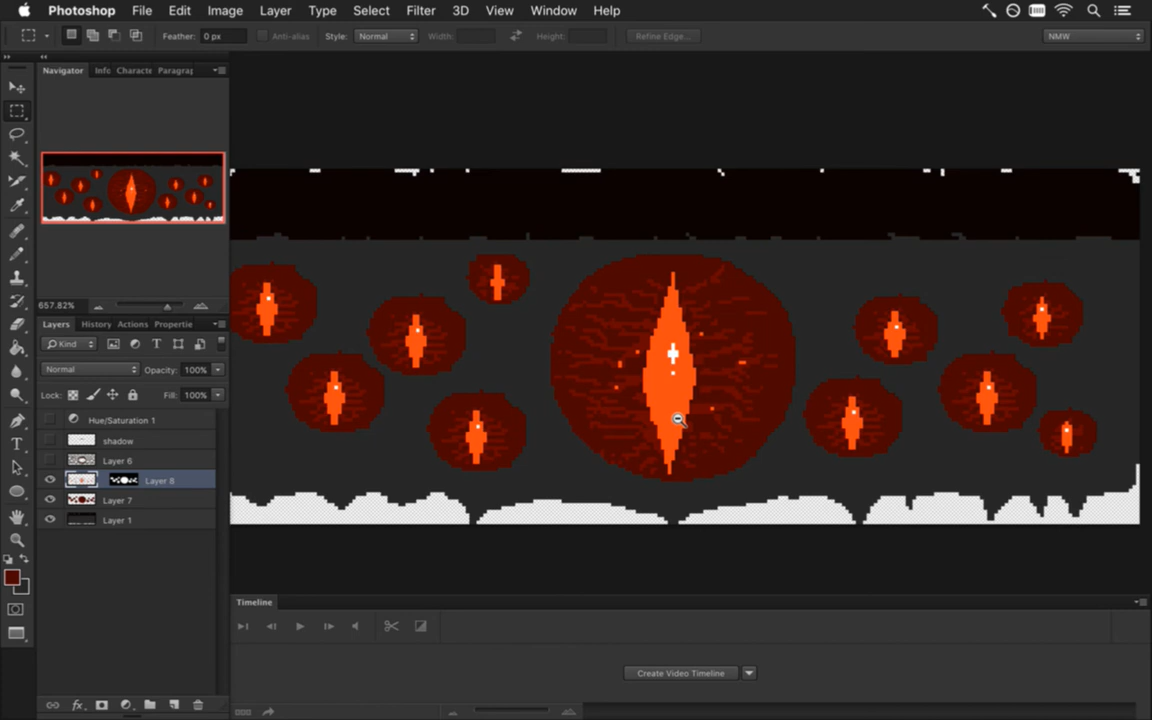 Photoshop File Edit Image Layer Type Select Filter 3D View Window Help
Feather: 0 px Anti-alias Style: Normal Width: Height: Refine Edge... NMW
Navigator Info Characte Paragrap
657.82%
Layers History Actions Propertie
Kind
Normal Opacity: 100%
Lock: Fill: 100%
Hue/Saturation 1
shadow
Layer 6
Layer 8
Layer 7
Layer 1
fx
Timeline
Create Video Timeline